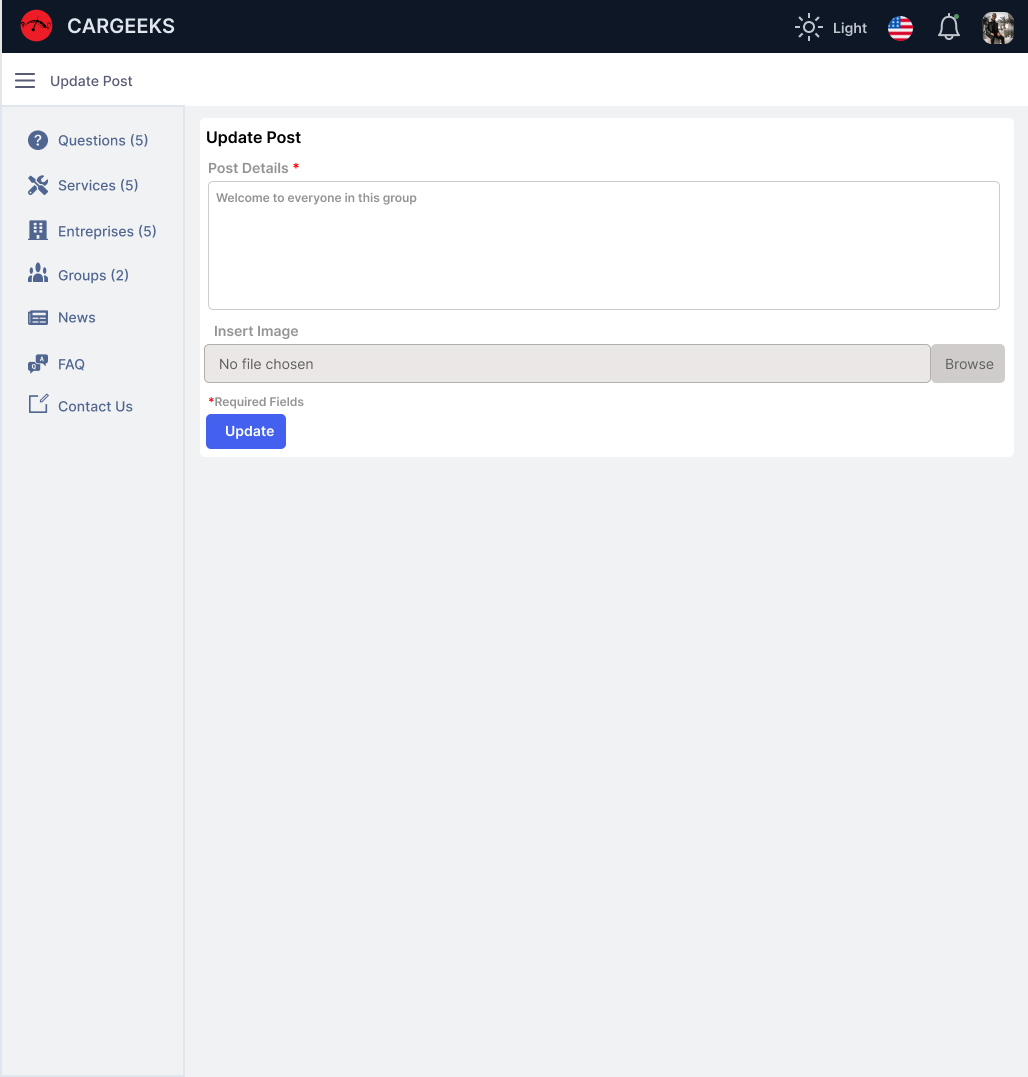 CARGEEKS
Light
Update Post
Questions (5)
Services (5)
Entreprises (5)
Groups (2)
News
FAQ
Contact Us
Update Post
Post Details *
Welcome to everyone in this group
Insert Image
No file chosen
Browse
*Required Fields
Update